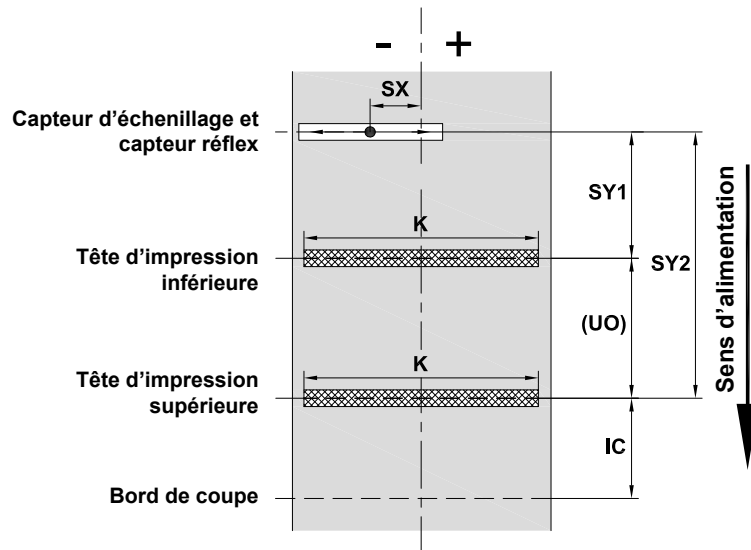 - +
SX
Capteur d'échenillage et
capteur réflex
SY1
K
Tête d'impression
inférieure
SY2
(UO)
Sens d'alimentation
K
Tête d'impression
supérieure
IC
Bord de coupe